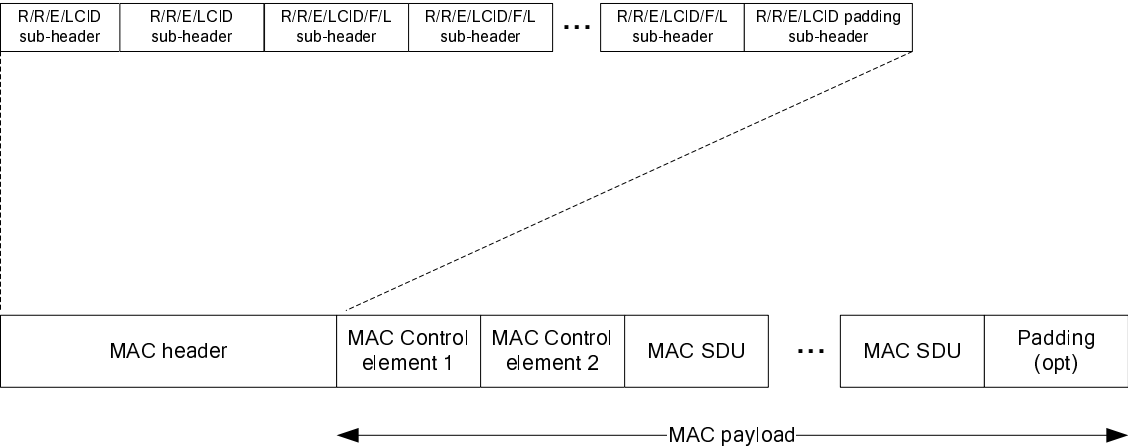 R/R/E/LCID
sub-header
R/R/E/LCID
sub-header
R/R/E/LCID/F/L
sub-header
R/R/E/LCID/F/L
sub-header
...
R/R/E/LCID/F/L
sub-header
R/R/E/LCID padding
sub-header
MAC header
MAC Control
element 1
MAC Control
element 2
MAC SDU
...
MAC SDU
Padding
(opt)
MAC payload